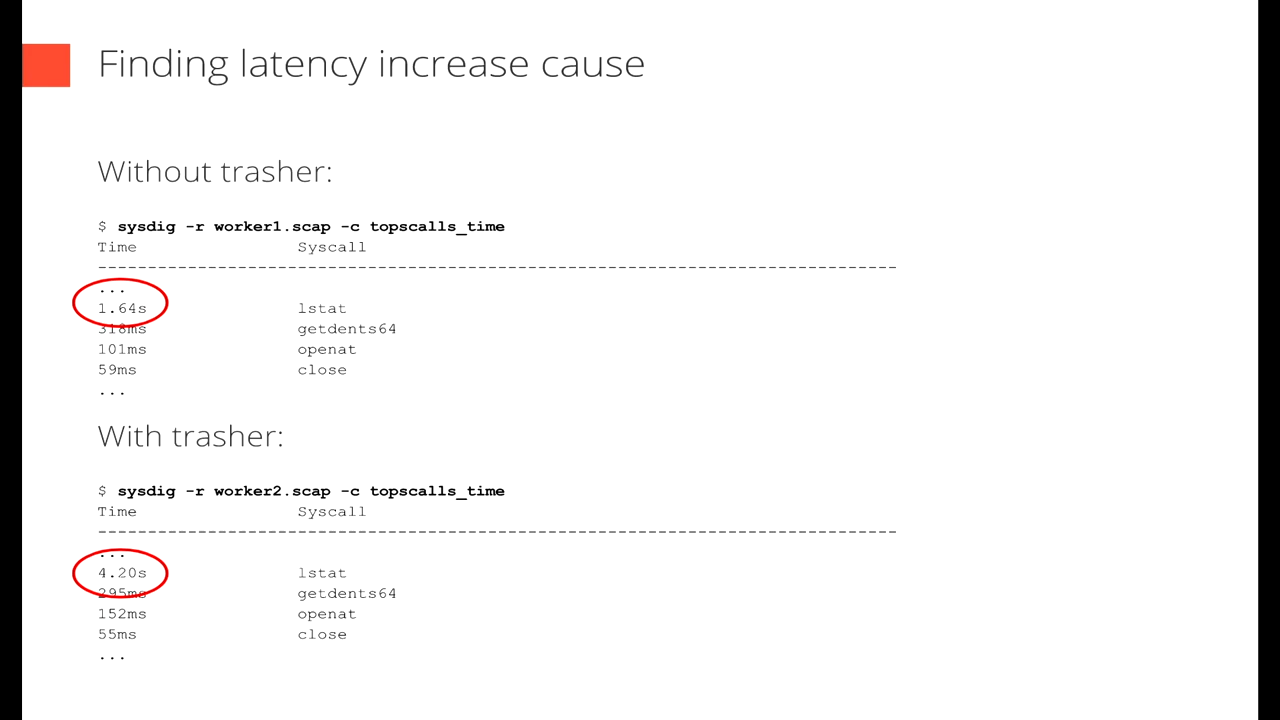 Finding latency increase cause
Without trasher:
$ sysdig -r worker1.scap -c topscalls_time
Time Syscall
--------------------------------------------------------------------------------
...
1.64s lstat
318ms getdents64
101ms openat
59ms close
...
With trasher:
$ sysdig -r worker2.scap -c topscalls_time
Time Syscall
--------------------------------------------------------------------------------
...
4.20s lstat
295ms getdents64
152ms openat
55ms close
...